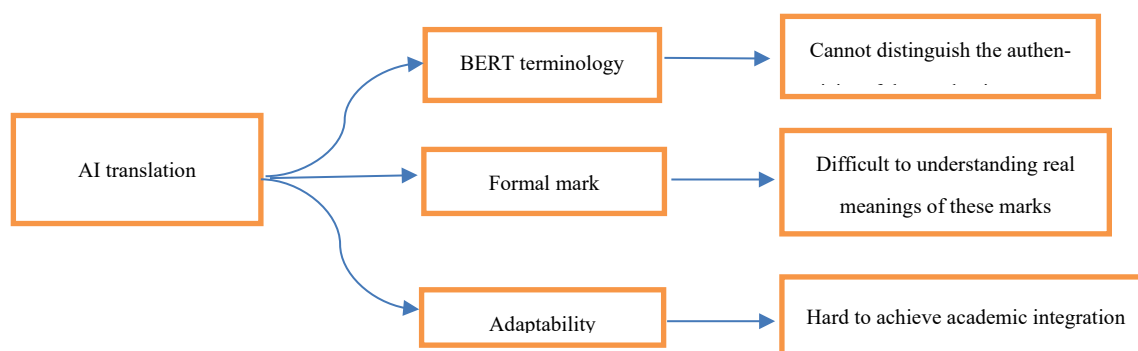 AI translation
BERT terminology
Cannot distinguish the authen-
Formal mark
Difficult to understanding real
meanings of these marks
Adaptability
Hard to achieve academic integration